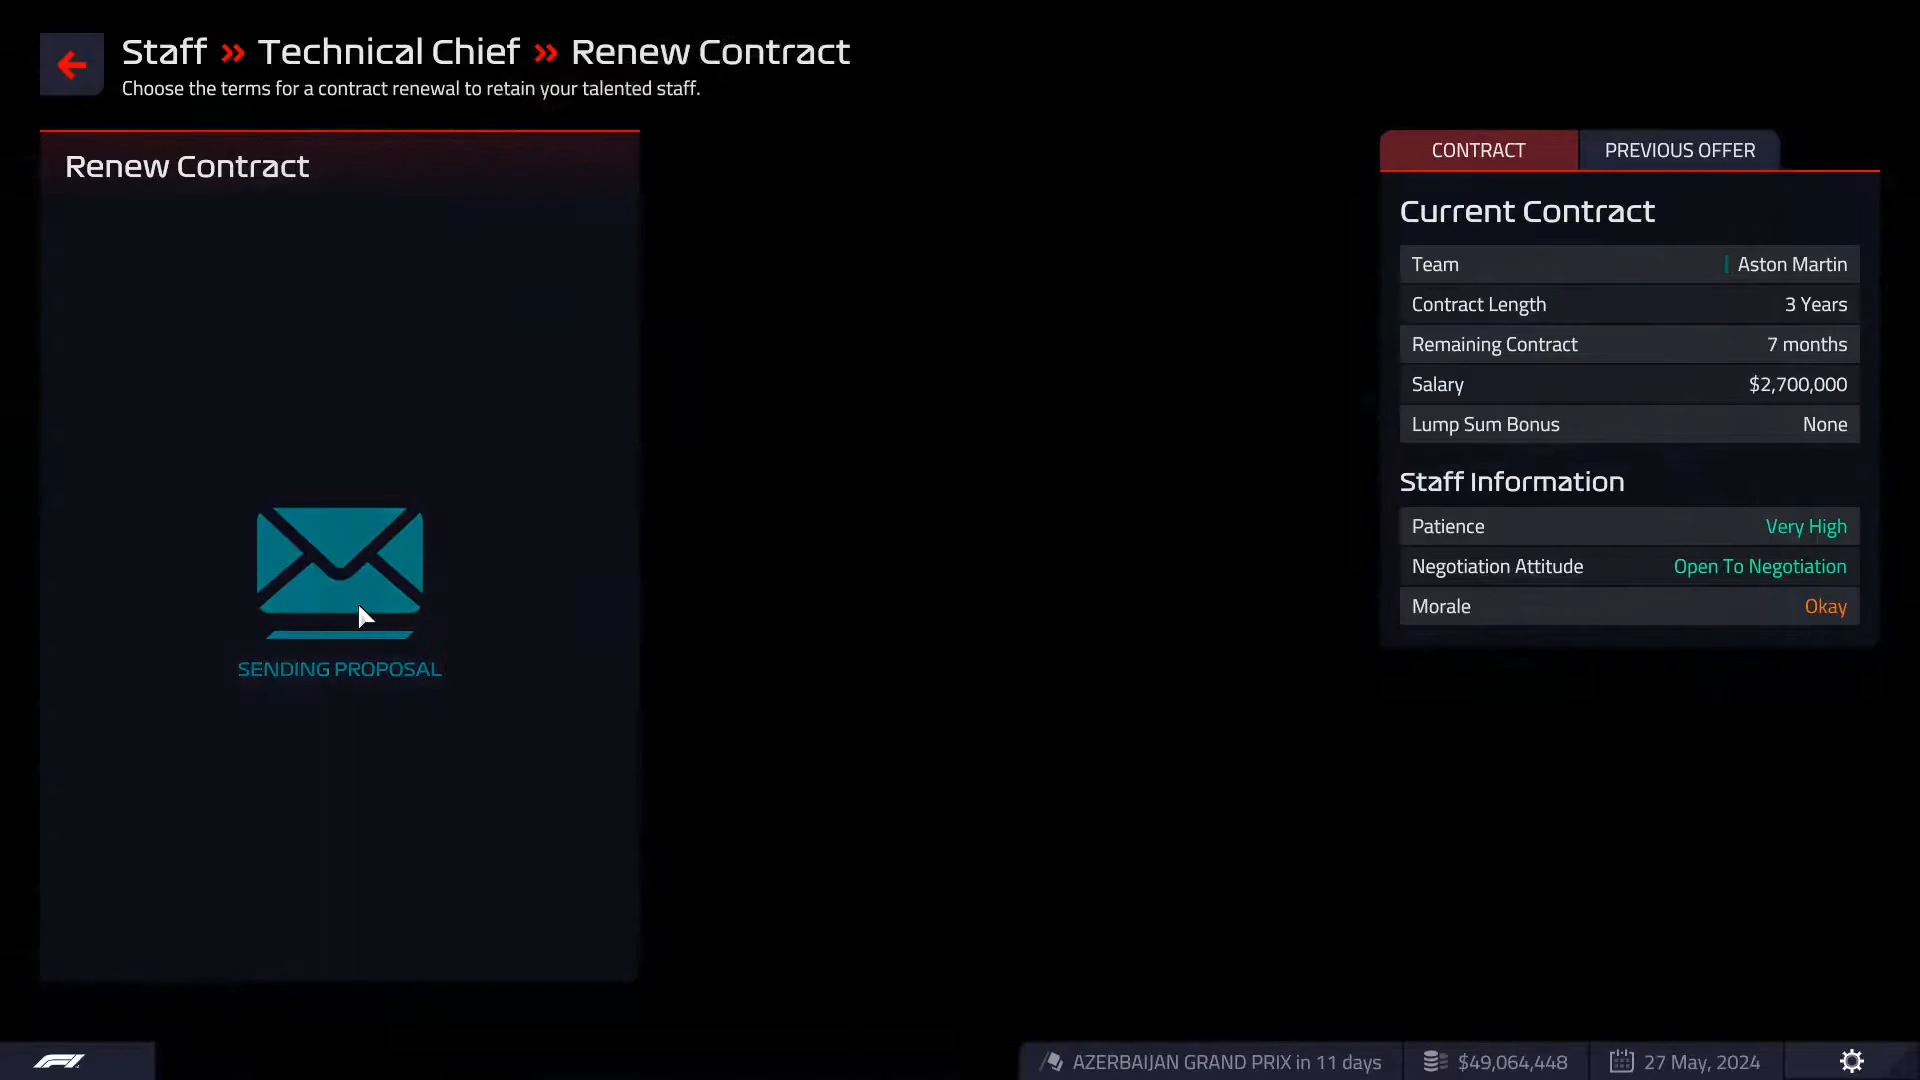 Staff » Technical Chief » Renew Contract
Choose the terms for a contract renewal to retain your talented staff.
Renew Contract
SENDING PROPOSAL
CONTRACT PREVIOUS OFFER
Current Contract
Team Aston Martin
Contract Length 3 Years
Remaining Contract 7 months
Salary $2,700,000
Lump Sum Bonus None
Staff Information
Patience Very High
Negotiation Attitude Open To Negotiation
Morale Okay
F1
AZERBAIJAN GRAND PRIX in 11 days $49,064,448 27 May, 2024